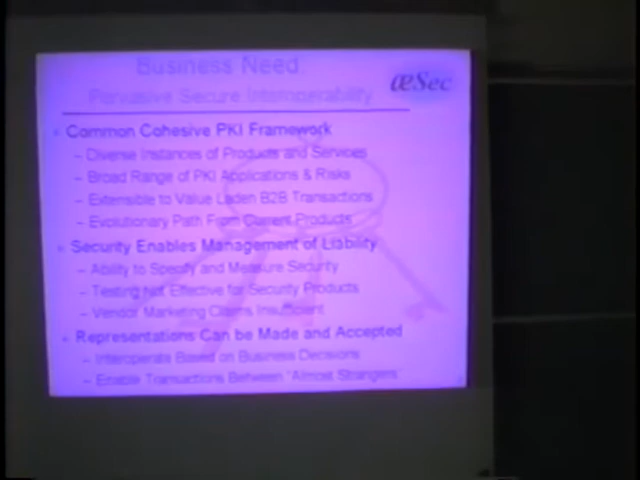 Business Need:
æSec
Pervasive Secure Interoperability
Common Cohesive PKI Framework
– Diverse Instances of Products and Services
– Broad Range of PKI Applications & Risks
– Extensible to Value Laden B2B Transactions
– Evolutionary Path From Current Products
Security Enables Management of Liability
– Ability to Specify and Measure Security
– Testing Not Effective for Security Products
– Vendor Marketing Claims Insufficient
Representations Can be Made and Accepted
– Interoperate Based on Business Decisions
– Enable Transactions Between "Almost Strangers"